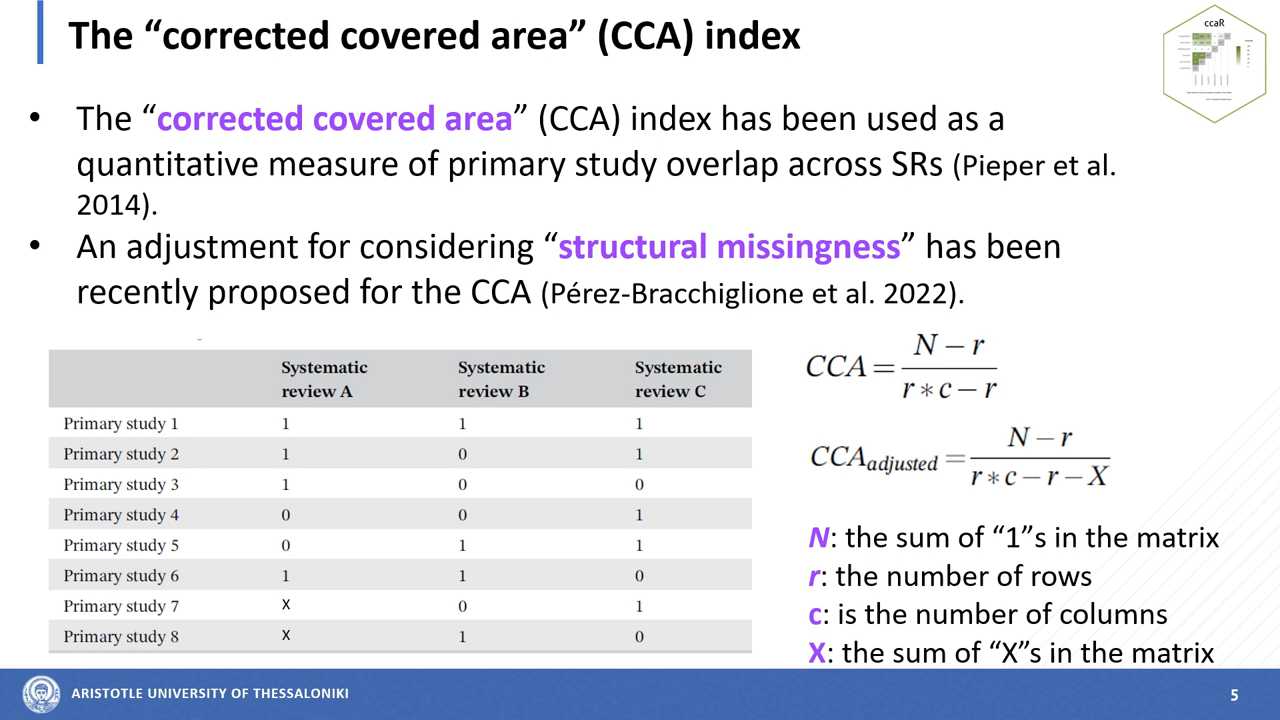 The “corrected covered area” (CCA) index
ccaR
• The “corrected covered area” (CCA) index has been used as a
quantitative measure of primary study overlap across SRs (Pieper et al.
2014).
• An adjustment for considering “structural missingness” has been
recently proposed for the CCA (Pérez-Bracchiglione et al. 2022).
Systematic review A Systematic review B Systematic review C
Primary study 1 1 1 1
Primary study 2 1 0 1
Primary study 3 1 0 0
Primary study 4 0 0 1
Primary study 5 0 1 1
Primary study 6 1 1 0
Primary study 7 X 0 1
Primary study 8 X 1 0
CCA = (N − r) / (r ∗ c − r)
CCA adjusted = (N − r) / (r ∗ c − r − X)
N: the sum of “1”s in the matrix
r: the number of rows
c: is the number of columns
X: the sum of “X”s in the matrix
ARISTOTLE UNIVERSITY OF THESSALONIKI
5